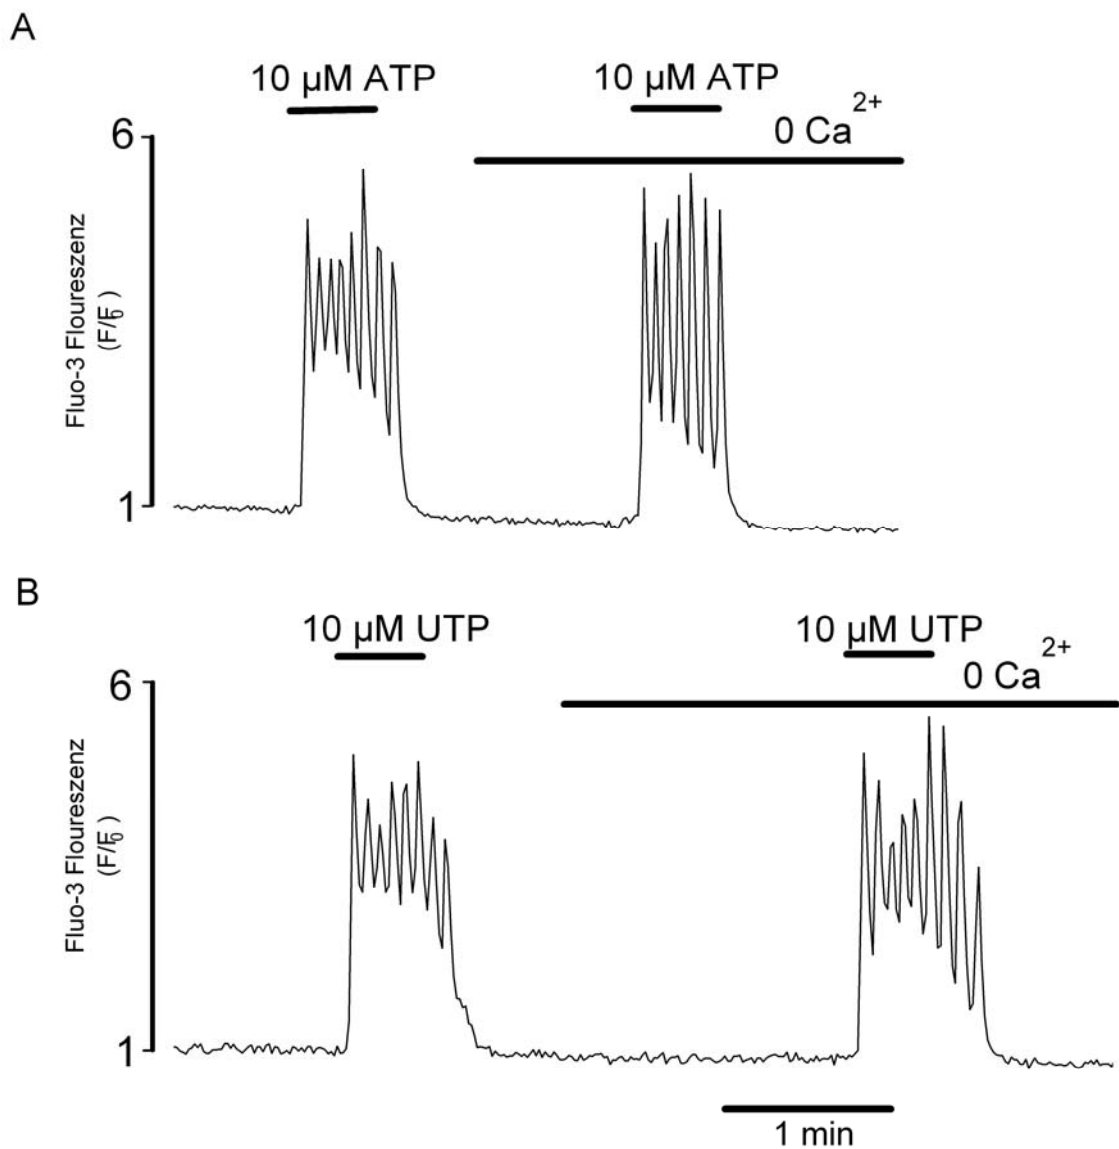 A
10 µM ATP
10 µM ATP
0 Ca2+
6
Fluo-3 Floureszenz
(F/F0)
1
B
10 µM UTP
10 µM UTP
0 Ca2+
6
Fluo-3 Floureszenz
(F/F0)
1
1 min